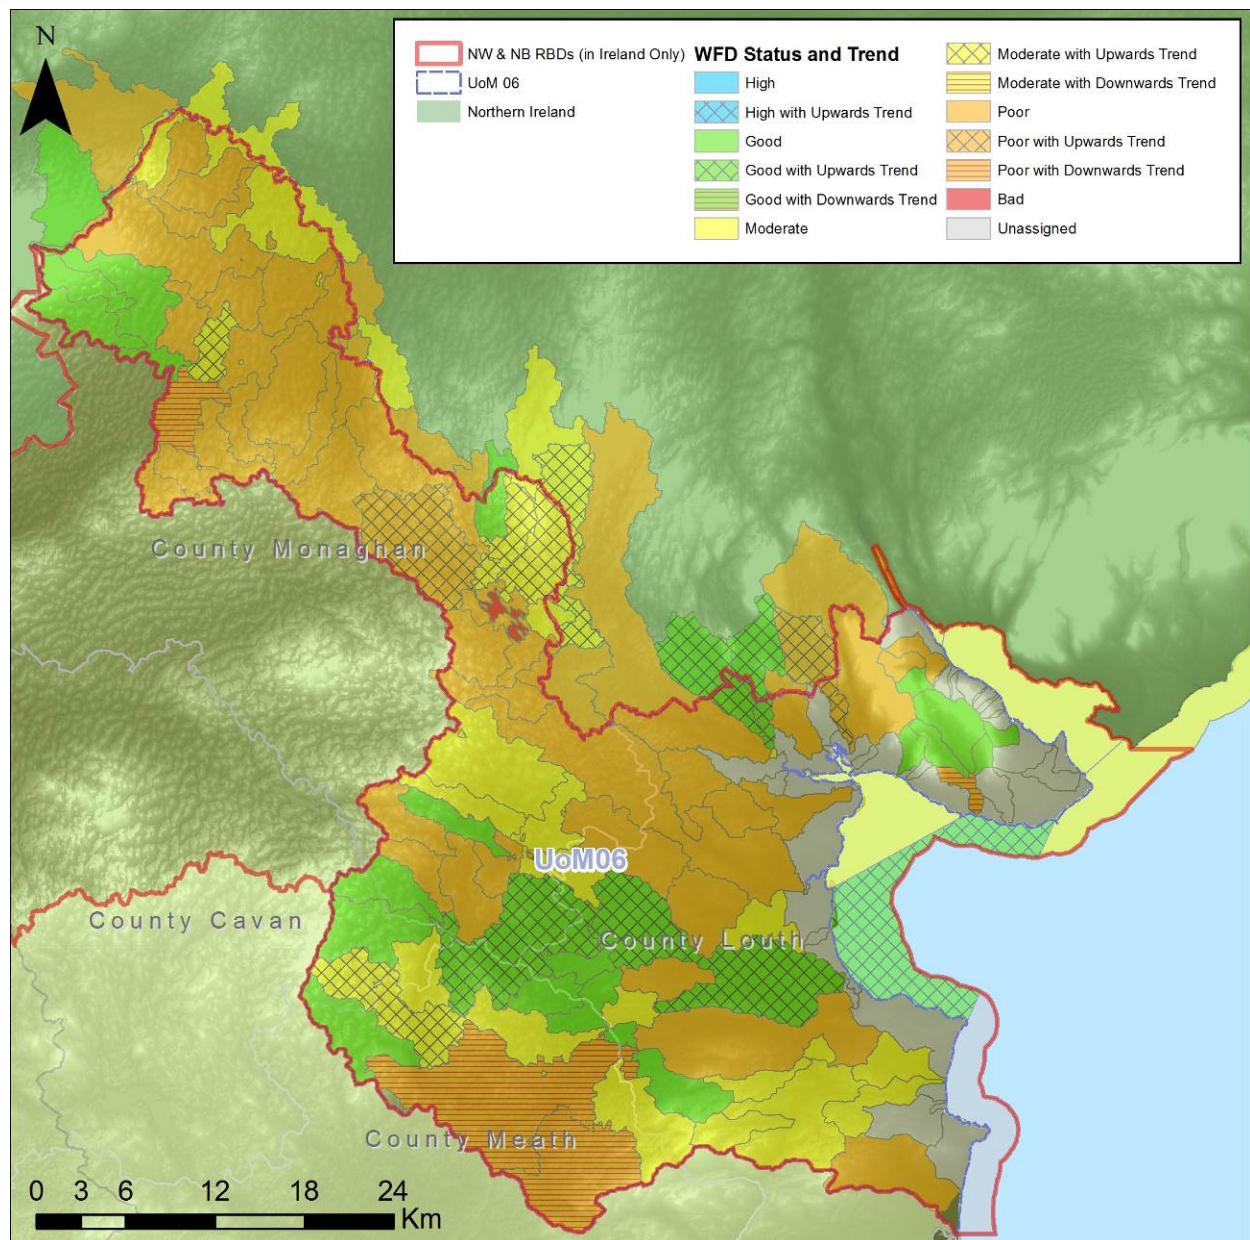 N
NW & NB RBDs (in Ireland Only)
UoM 06
Northern Ireland
WFD Status and Trend
High
High with Upwards Trend
Good
Good with Upwards Trend
Good with Downwards Trend
Moderate
Moderate with Upwards Trend
Moderate with Downwards Trend
Poor
Poor with Upwards Trend
Poor with Downwards Trend
Bad
Unassigned
County Monaghan
UoM06
County Cavan
County Louth
County Meath
0 3 6 12 18 24
Km